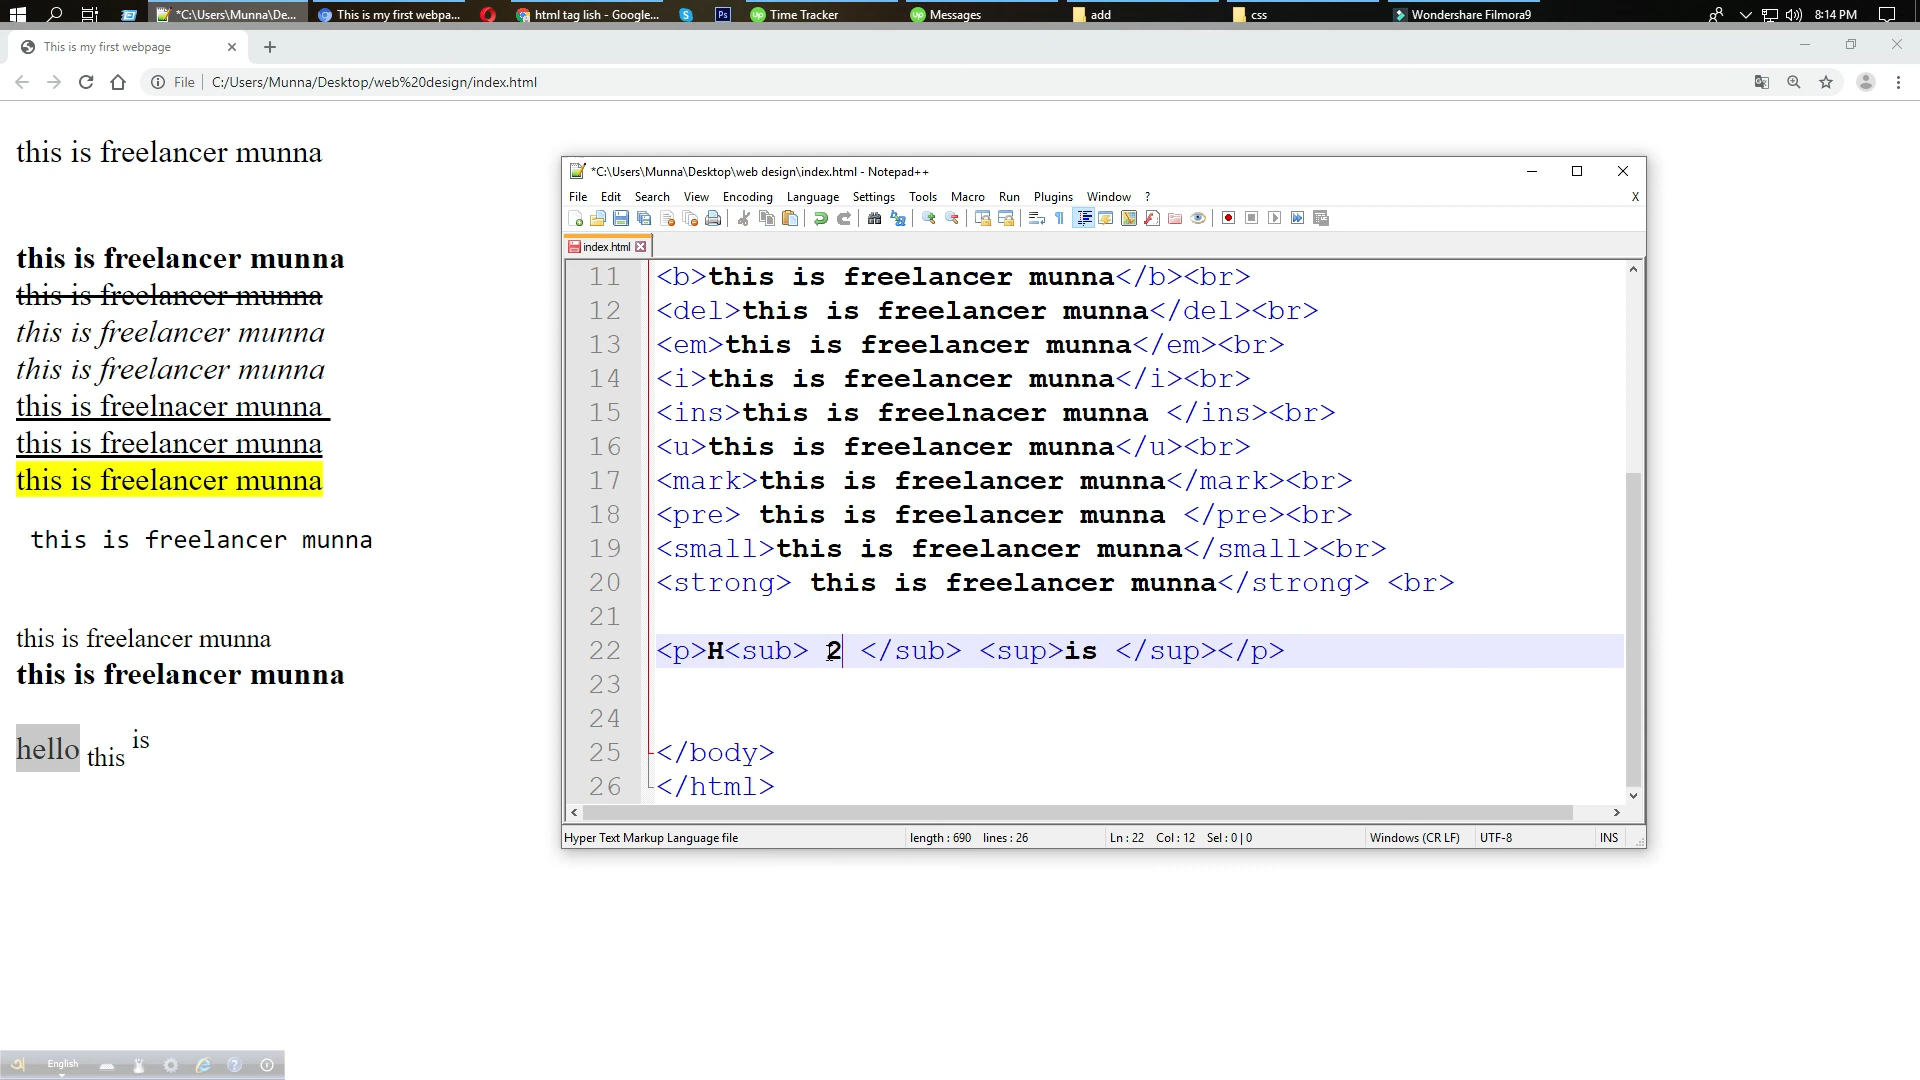 *C:\Users\Munna\De...
This is my first webpa...
html tag lish - Google...
Time Tracker
Messages
add
css
Wondershare Filmora9
8:14 PM
This is my first webpage
File
C:/Users/Munna/Desktop/web%20design/index.html
this is freelancer munna
this is freelancer munna
this is freelancer munna
this is freelancer munna
this is freelancer munna
this is freelnacer munna
this is freelancer munna
this is freelancer munna
this is freelancer munna
this is freelancer munna
this is freelancer munna
hello this is
*C:\Users\Munna\Desktop\web design\index.html - Notepad++
File Edit Search View Encoding Language Settings Tools Macro Run Plugins Window ? X
index.html
11 <b>this is freelancer munna</b><br>
12 <del>this is freelancer munna</del><br>
13 <em>this is freelancer munna</em><br>
14 <i>this is freelancer munna</i><br>
15 <ins>this is freelnacer munna </ins><br>
16 <u>this is freelancer munna</u><br>
17 <mark>this is freelancer munna</mark><br>
18 <pre> this is freelancer munna </pre><br>
19 <small>this is freelancer munna</small><br>
20 <strong> this is freelancer munna</strong> <br>
21
22 <p>H<sub> 2 </sub> <sup>is </sup></p>
23
24
25 </body>
26 </html>
Hyper Text Markup Language file
length : 690 lines : 26
Ln : 22 Col : 12 Sel : 0 | 0
Windows (CR LF)
UTF-8
INS
English